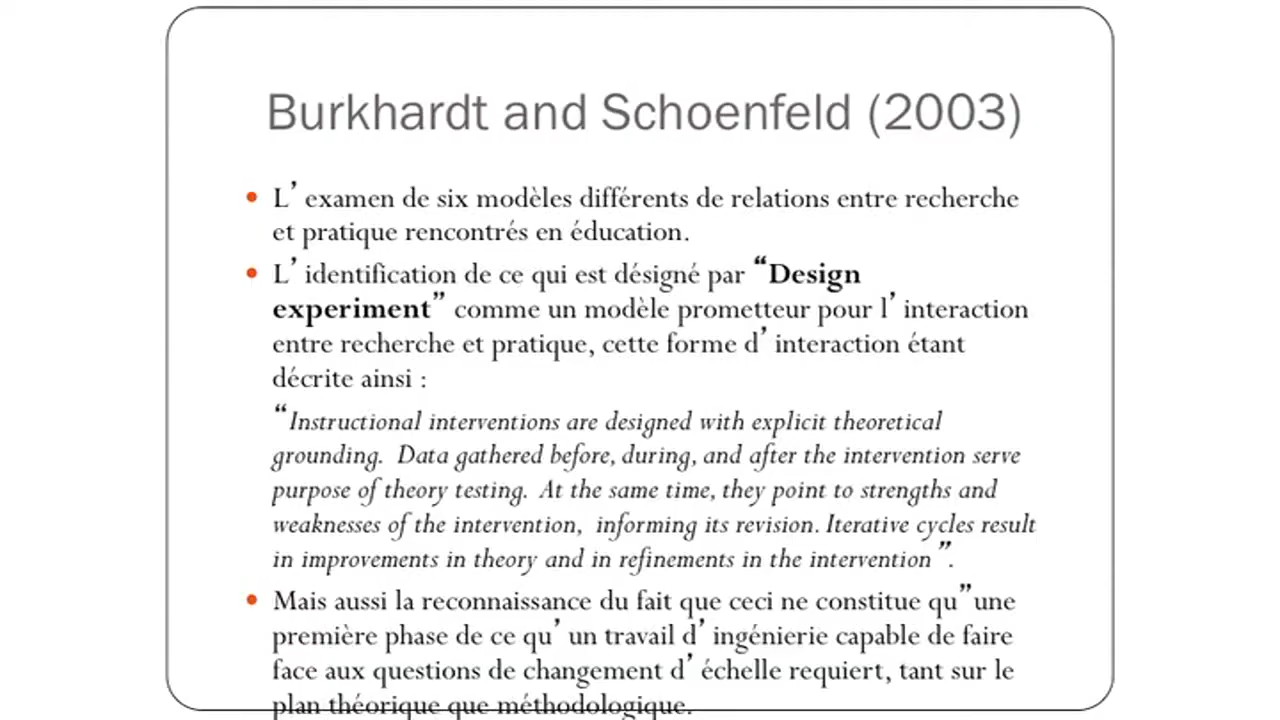 Burkhardt and Schoenfeld (2003)
• L’ examen de six modèles différents de relations entre recherche
et pratique rencontrés en éducation.
• L’ identification de ce qui est désigné par “Design
experiment” comme un modèle prometteur pour l’ interaction
entre recherche et pratique, cette forme d’ interaction étant
décrite ainsi :
“Instructional interventions are designed with explicit theoretical
grounding. Data gathered before, during, and after the intervention serve
purpose of theory testing. At the same time, they point to strengths and
weaknesses of the intervention, informing its revision. Iterative cycles result
in improvements in theory and in refinements in the intervention ”.
• Mais aussi la reconnaissance du fait que ceci ne constitue qu”une
première phase de ce qu’ un travail d’ ingénierie capable de faire
face aux questions de changement d’ échelle requiert, tant sur le
plan théorique que méthodologique.